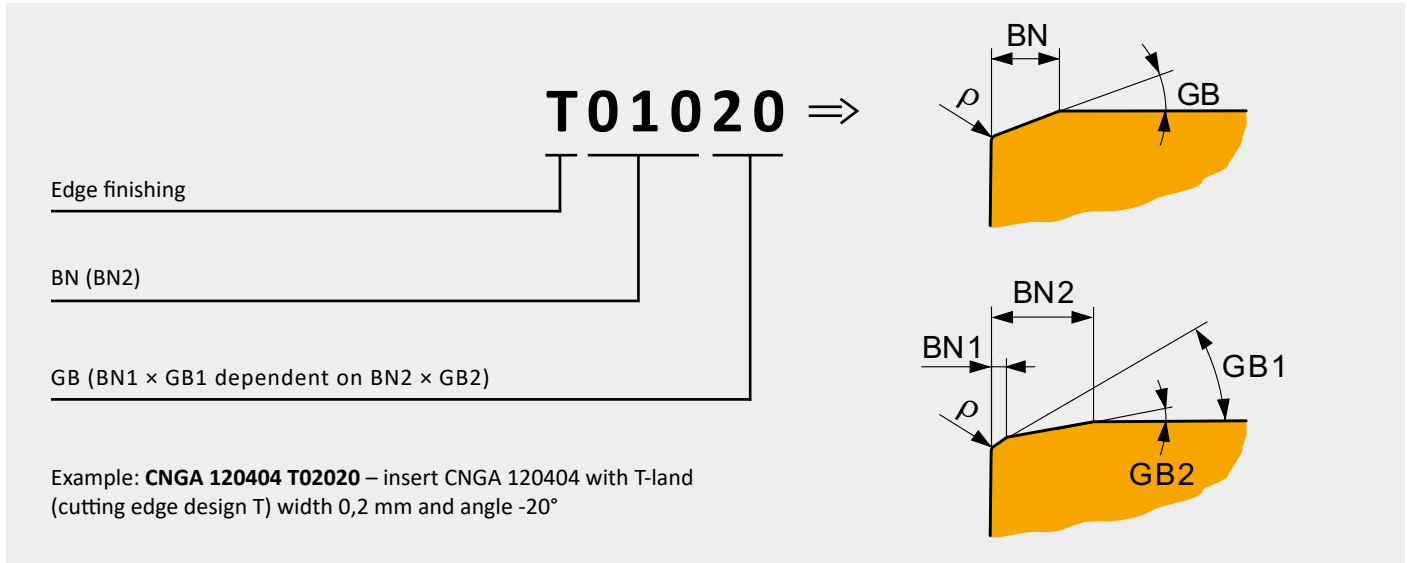 T01020 ⇒
Edge finishing
BN (BN2)
GB (BN1 × GB1 dependent on BN2 × GB2)
Example: CNGA 120404 T02020 – insert CNGA 120404 with T-land
(cutting edge design T) width 0,2 mm and angle -20°
BN
ρ
GB
BN2
BN1
GB1
ρ
GB2